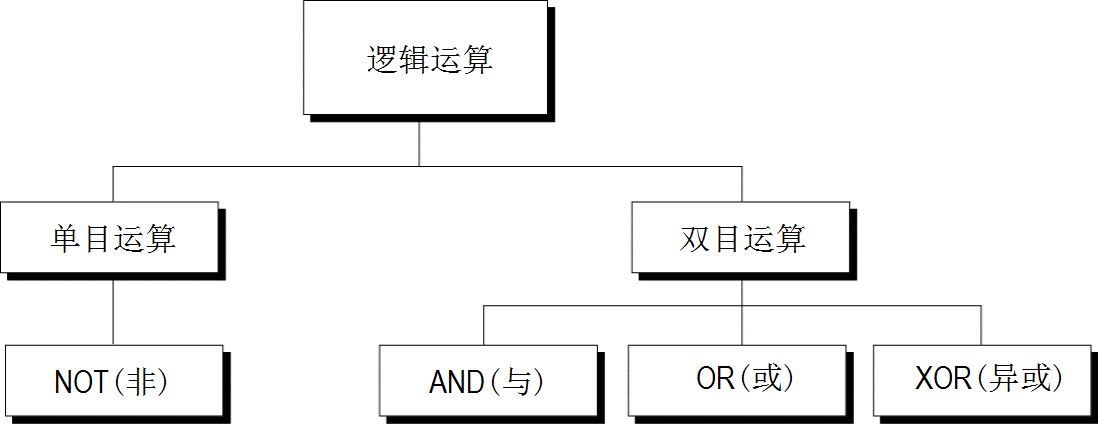 逻辑运算
单目运算
双目运算
NOT(非)
AND(与)
OR(或)
XOR(异或)